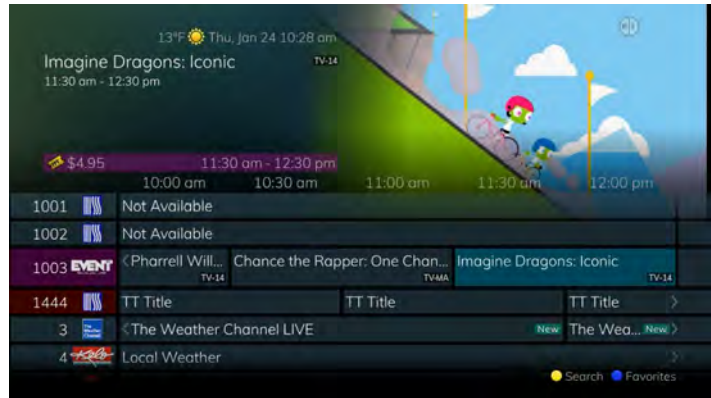 13°F Thu, Jan 24 10:28 am
Imagine Dragons: Iconic TV-14
11:30 am - 12:30 pm
$4.95 11:30 am - 12:30 pm
10:00 am 10:30 am 11:00 am 11:30 am 12:00 pm
1001 Not Available
1002 Not Available
1003 EVENT <Pharrell Will... TV-14 Chance the Rapper: One Chan... TV-MA Imagine Dragons: Iconic TV-14
1444 TT Title TT Title TT Title >
3 The Weather Channel <The Weather Channel LIVE New The Wea... New >
4 Kelo Local Weather >
Search Favorites